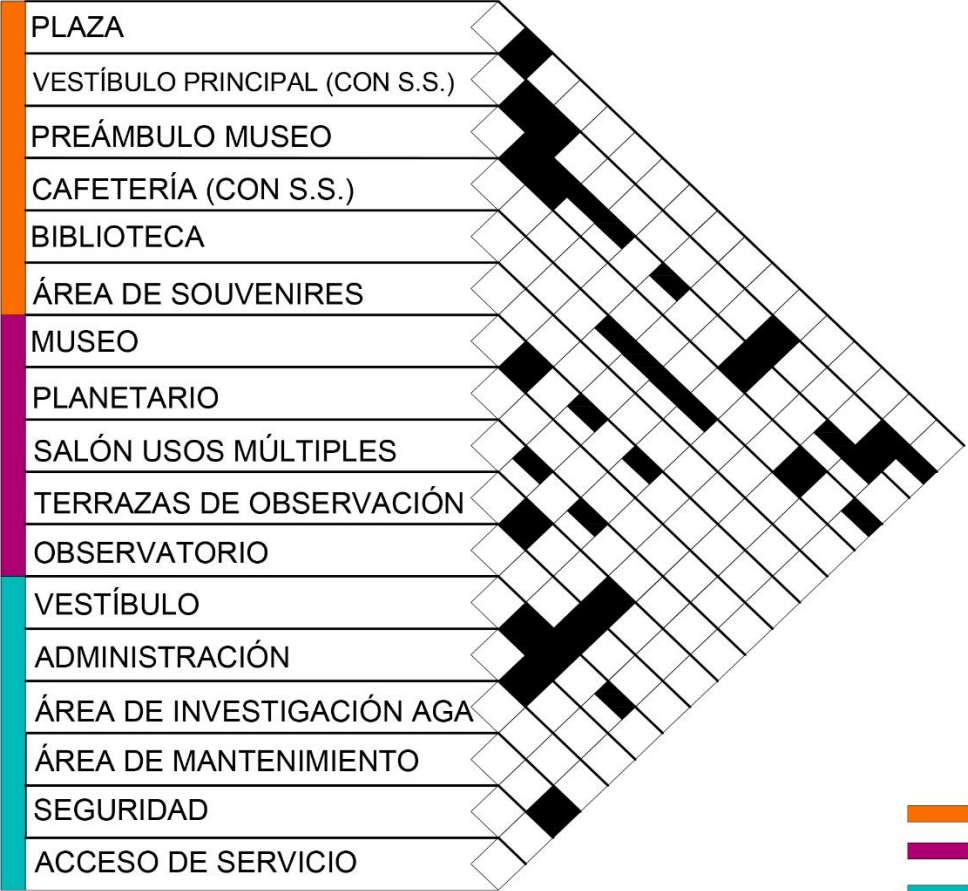 PLAZA
VESTÍBULO PRINCIPAL (CON S.S.)
PREÁMBULO MUSEO
CAFETERÍA (CON S.S.)
BIBLIOTECA
ÁREA DE SOUVENIRES
MUSEO
PLANETARIO
SALÓN USOS MÚLTIPLES
TERRAZAS DE OBSERVACIÓN
OBSERVATORIO
VESTÍBULO
ADMINISTRACIÓN
ÁREA DE INVESTIGACIÓN AGA
ÁREA DE MANTENIMIENTO
SEGURIDAD
ACCESO DE SERVICIO